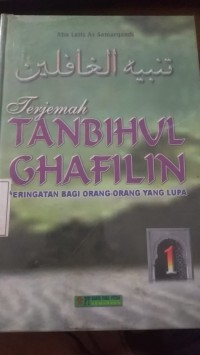 Abu Laits As Samarqandi
تنبيه الغافلين
Terjemah
TANBIHUL
GHAFILIN
PERINGATAN BAGI ORANG-ORANG YANG LUPA
1